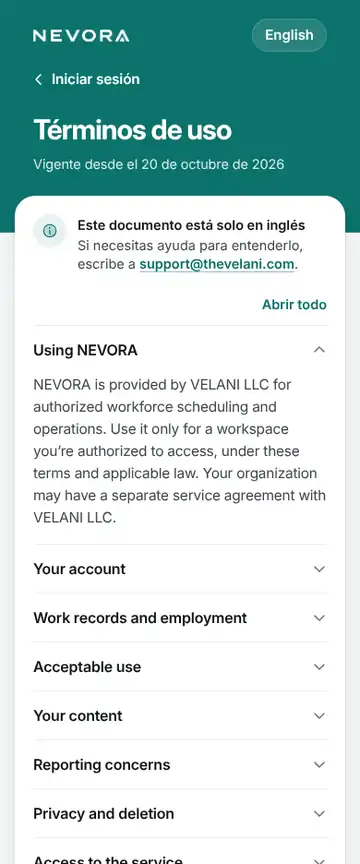 NEVORA
English
Iniciar sesión
Términos de uso
Vigente desde el 20 de octubre de 2026
Este documento está solo en inglés
Si necesitas ayuda para entenderlo,
escribe a support@thevelani.com.
Abrir todo
Using NEVORA
NEVORA is provided by VELANI LLC for
authorized workforce scheduling and
operations. Use it only for a workspace
you’re authorized to access, under these
terms and applicable law. Your organization
may have a separate service agreement with
VELANI LLC.
Your account
Work records and employment
Acceptable use
Your content
Reporting concerns
Privacy and deletion
Access to the service